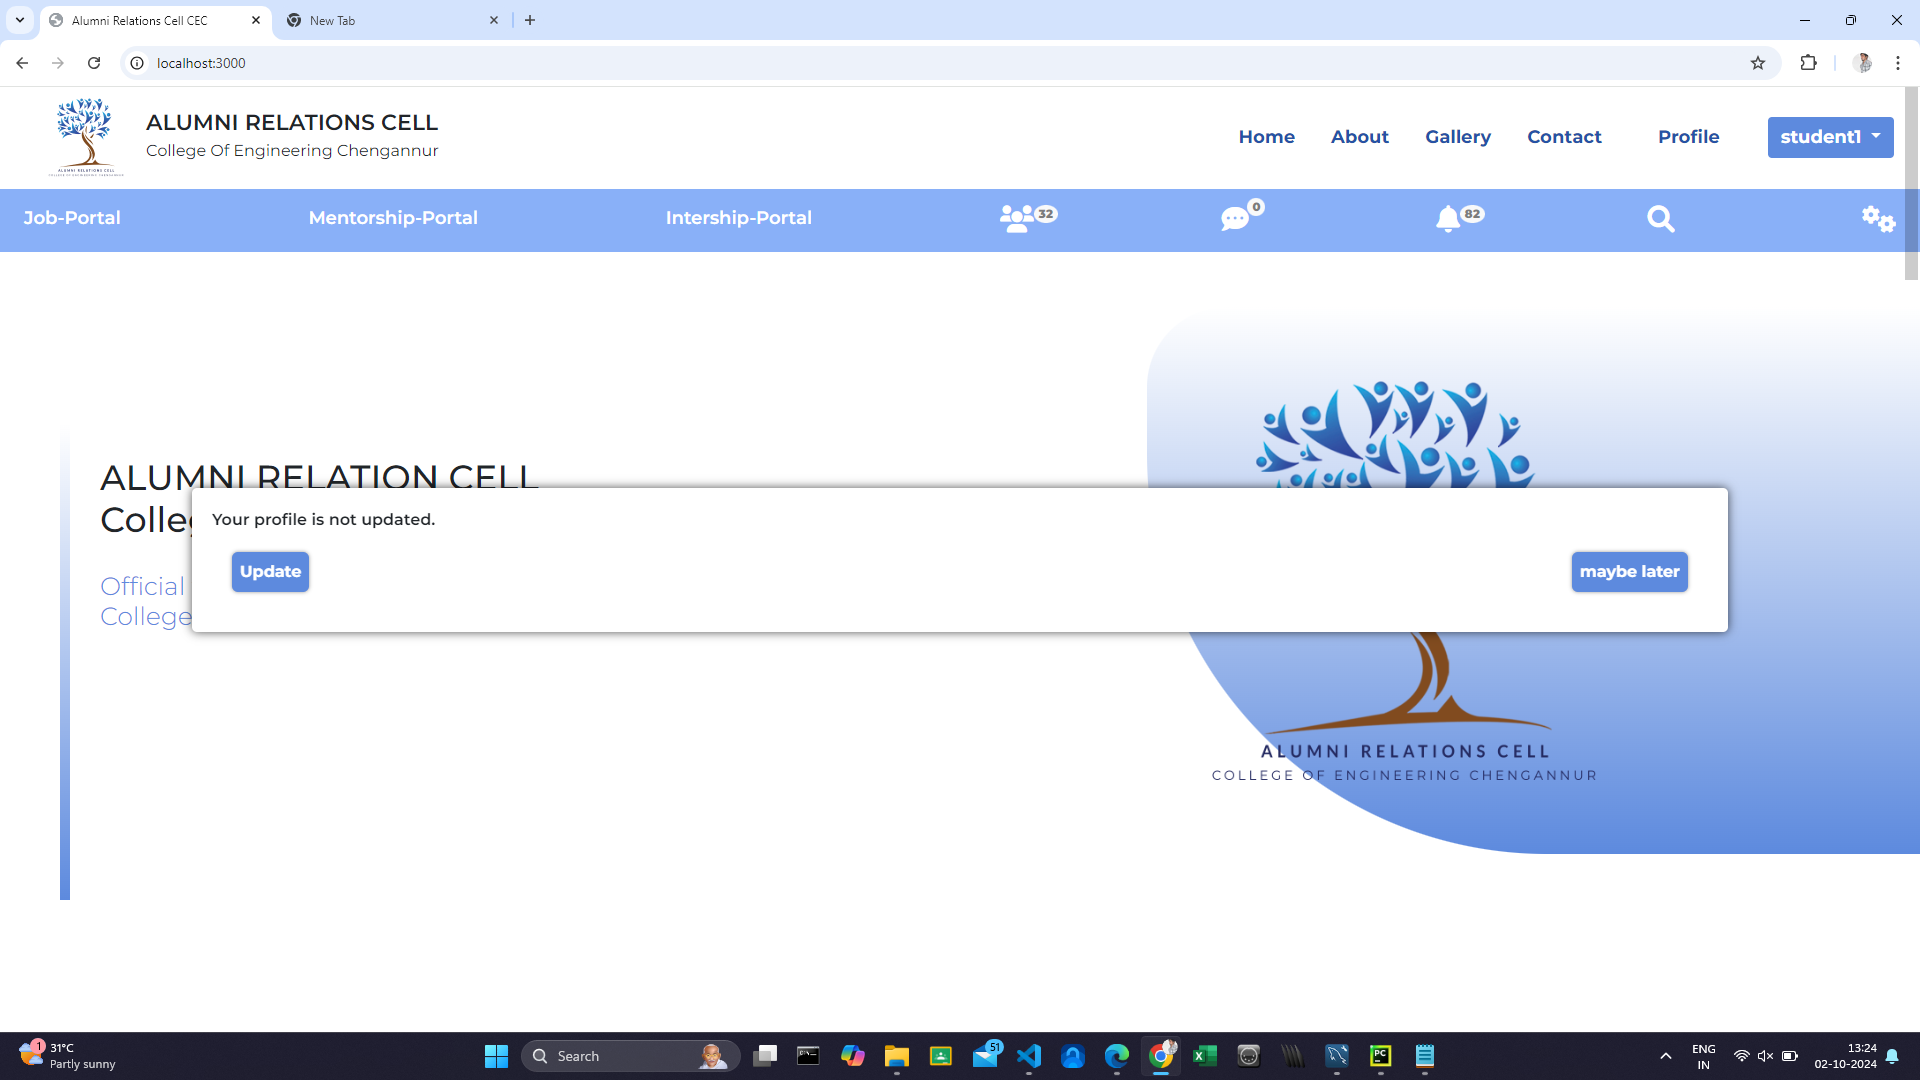 Alumni Relations Cell CEC
New Tab
localhost:3000
ALUMNI RELATIONS CELL
College Of Engineering Chengannur
Home
About
Gallery
Contact
Profile
student1
Job-Portal
Mentorship-Portal
Intership-Portal
32
0
82
ALUMNI RELATION CELL
Colleg
Official
College
Your profile is not updated.
Update
maybe later
ALUMNI RELATIONS CELL
COLLEGE OF ENGINEERING CHENGANNUR
1
31°C
Partly sunny
Search
51
PC
ENG
IN
13:24
02-10-2024